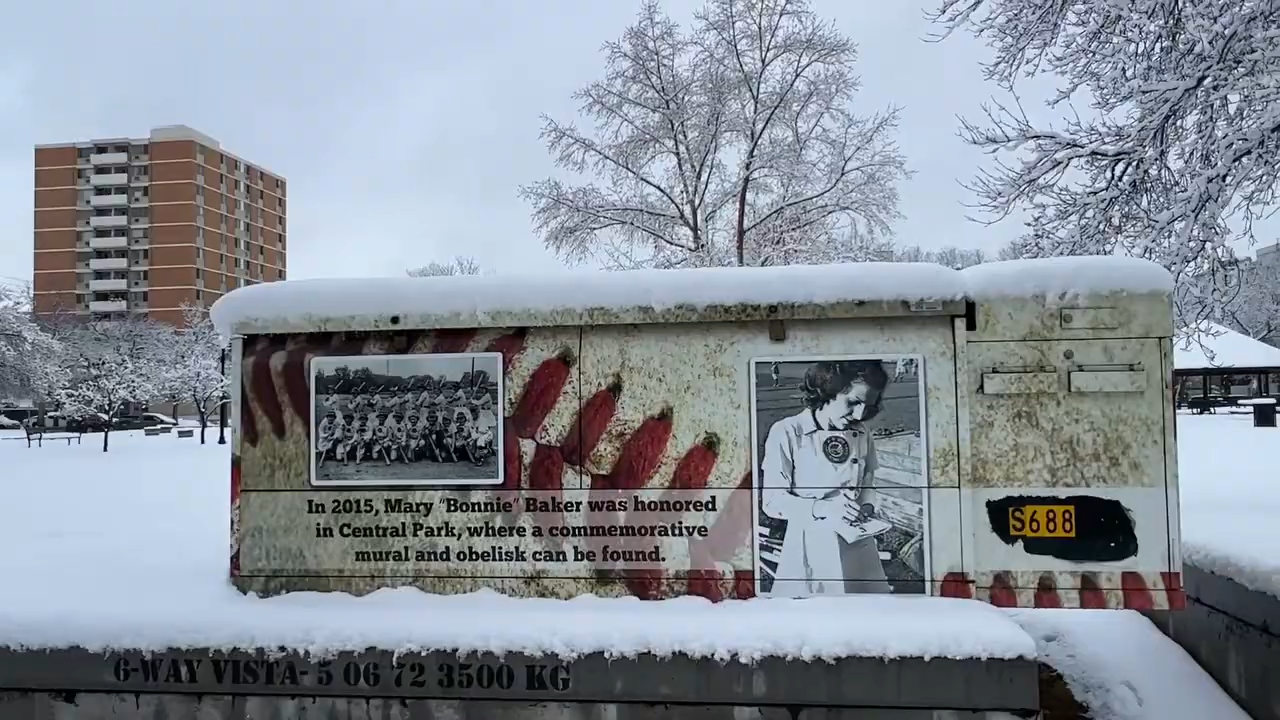 In 2015, Mary "Bonnie" Baker was honored
in Central Park, where a commemorative
mural and obelisk can be found.
S688
6-WAY VISTA- 5 06 72 3500 KG